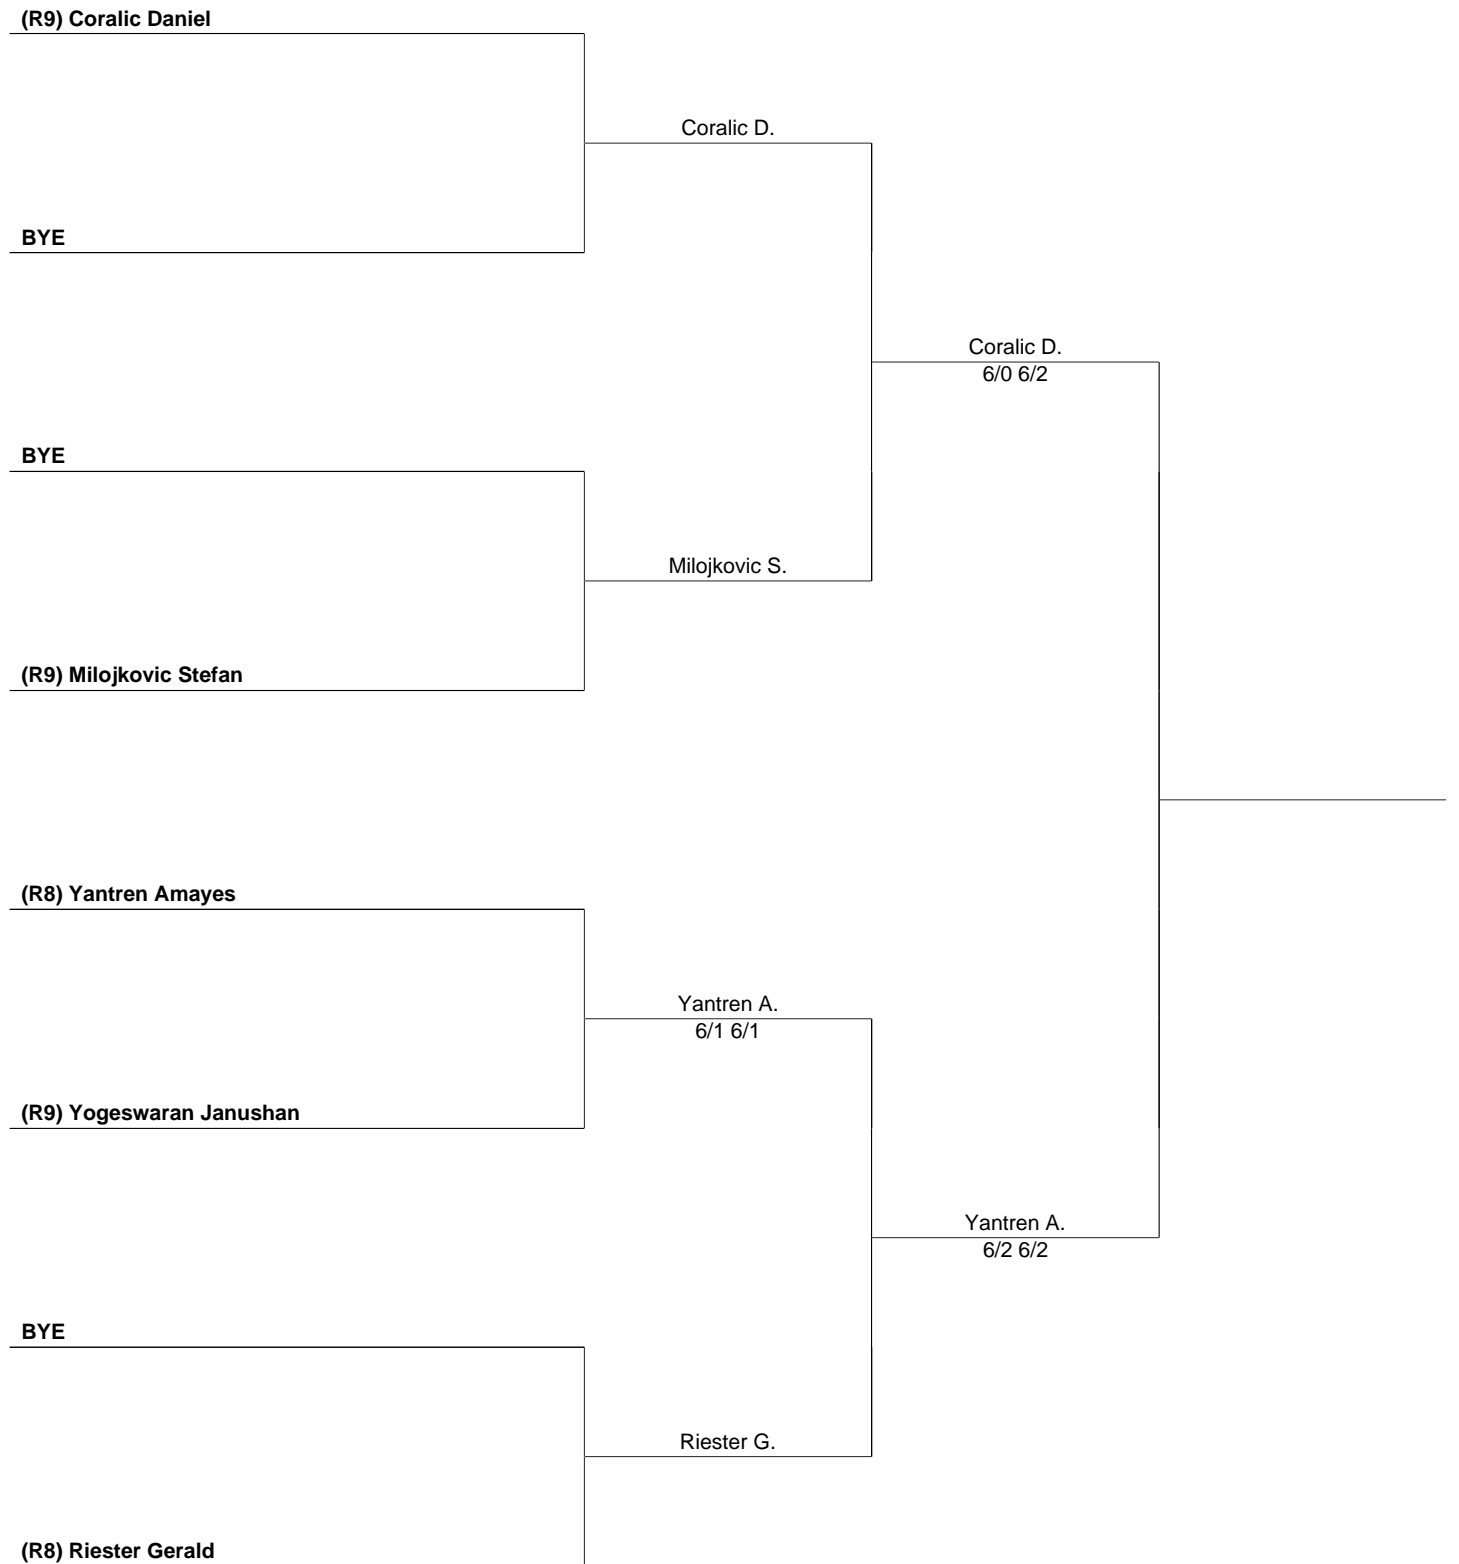 (R9) Coralic Daniel
Coralic D.
BYE
Coralic D.
6/0 6/2
BYE
Milojkovic S.
(R9) Milojkovic Stefan
(R8) Yantren Amayes
Yantren A.
6/1 6/1
(R9) Yogeswaran Janushan
Yantren A.
6/2 6/2
BYE
Riester G.
(R8) Riester Gerald